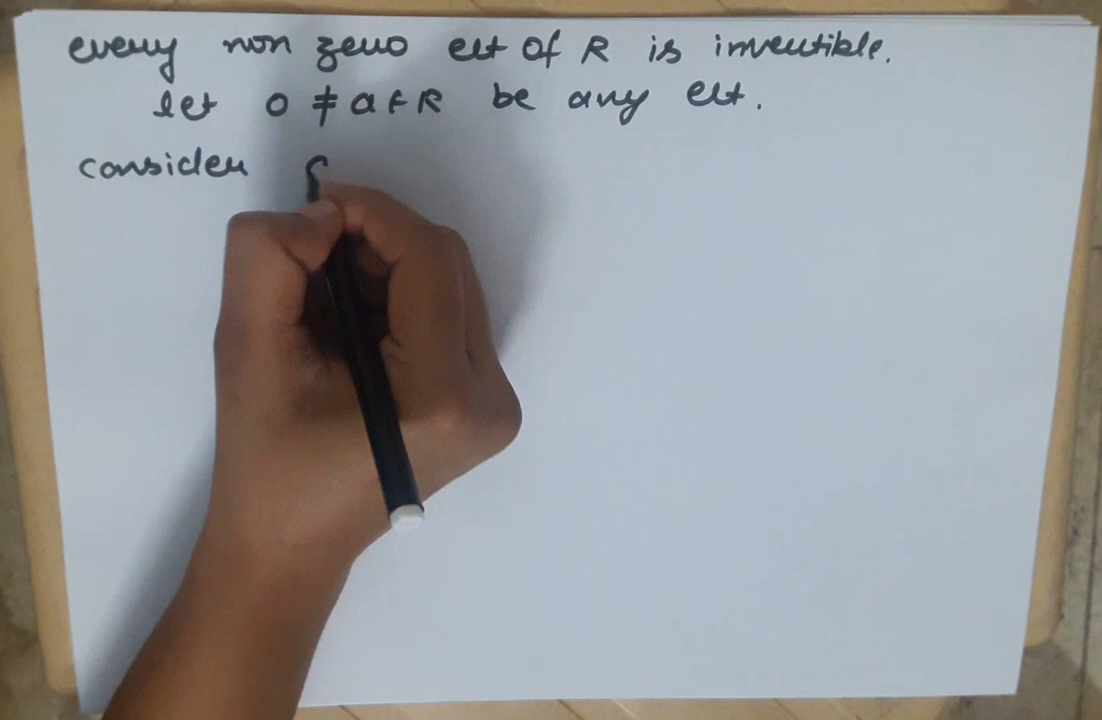 every non zero elt of R is invertible.
let 0 ≠ a ∈ R be any elt.
consider